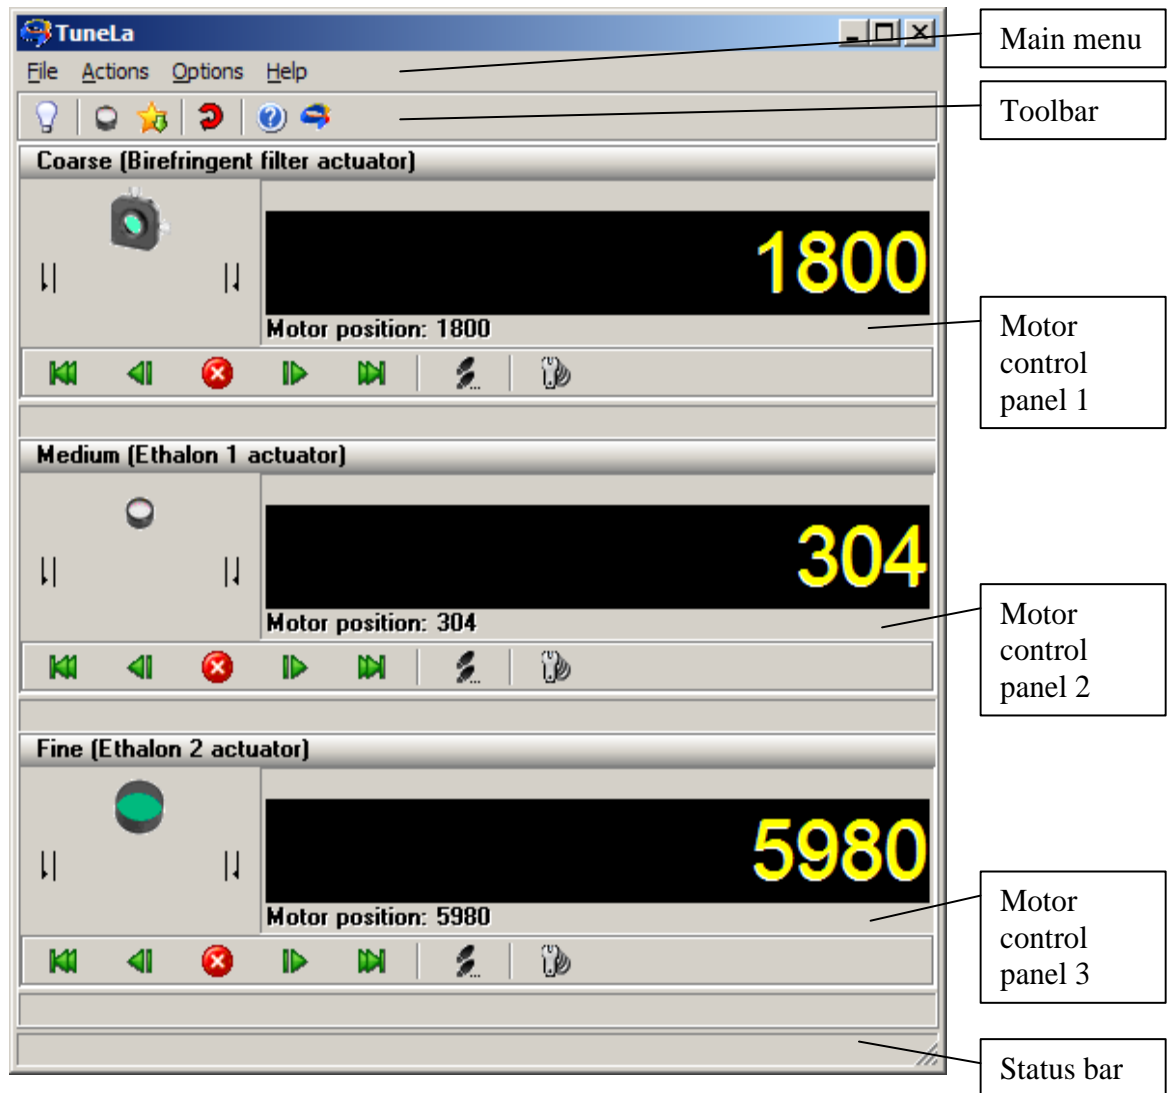 TuneLa
File Actions Options Help
Main menu
Toolbar
Coarse (Birefringent filter actuator)
1800
Motor position: 1800
Motor
control
panel 1
Medium (Ethalon 1 actuator)
304
Motor position: 304
Motor
control
panel 2
Fine (Ethalon 2 actuator)
5980
Motor position: 5980
Motor
control
panel 3
Status bar